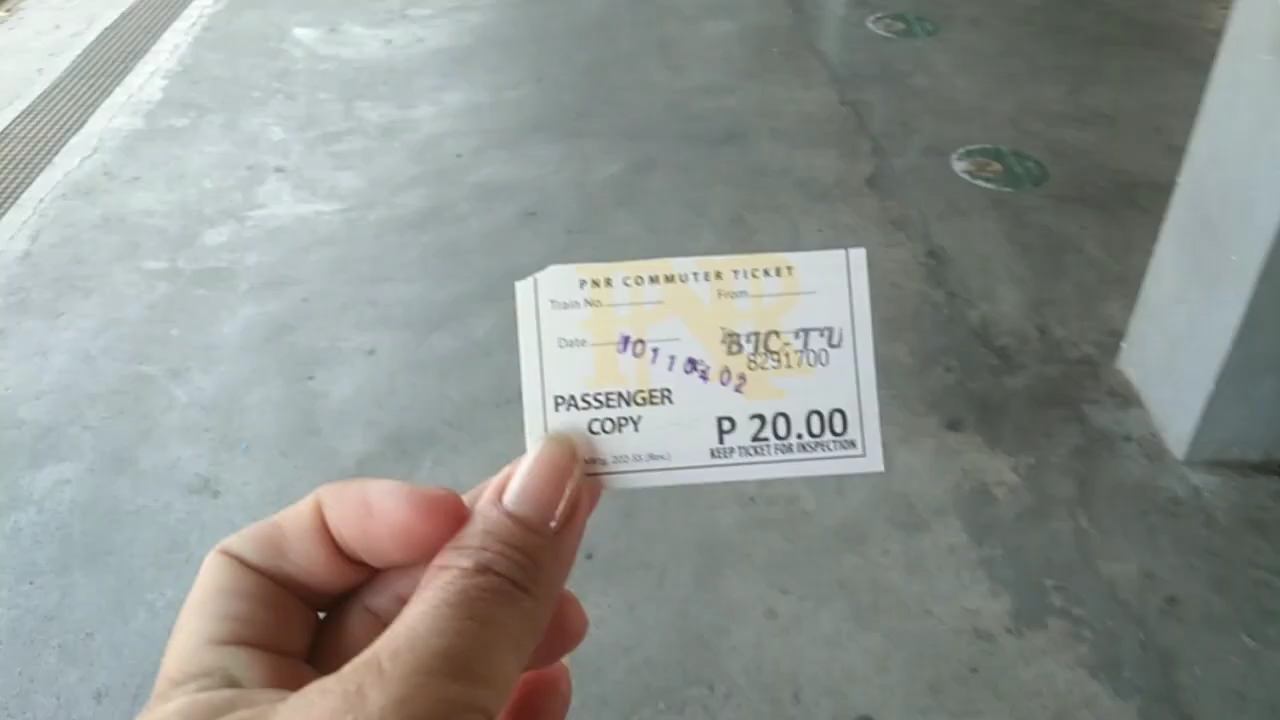 PNR COMMUTER TICKET
Train No. From
Date
BIC-TU
8291700
PASSENGER
COPY
P 20.00
KEEP TICKET FOR INSPECTION